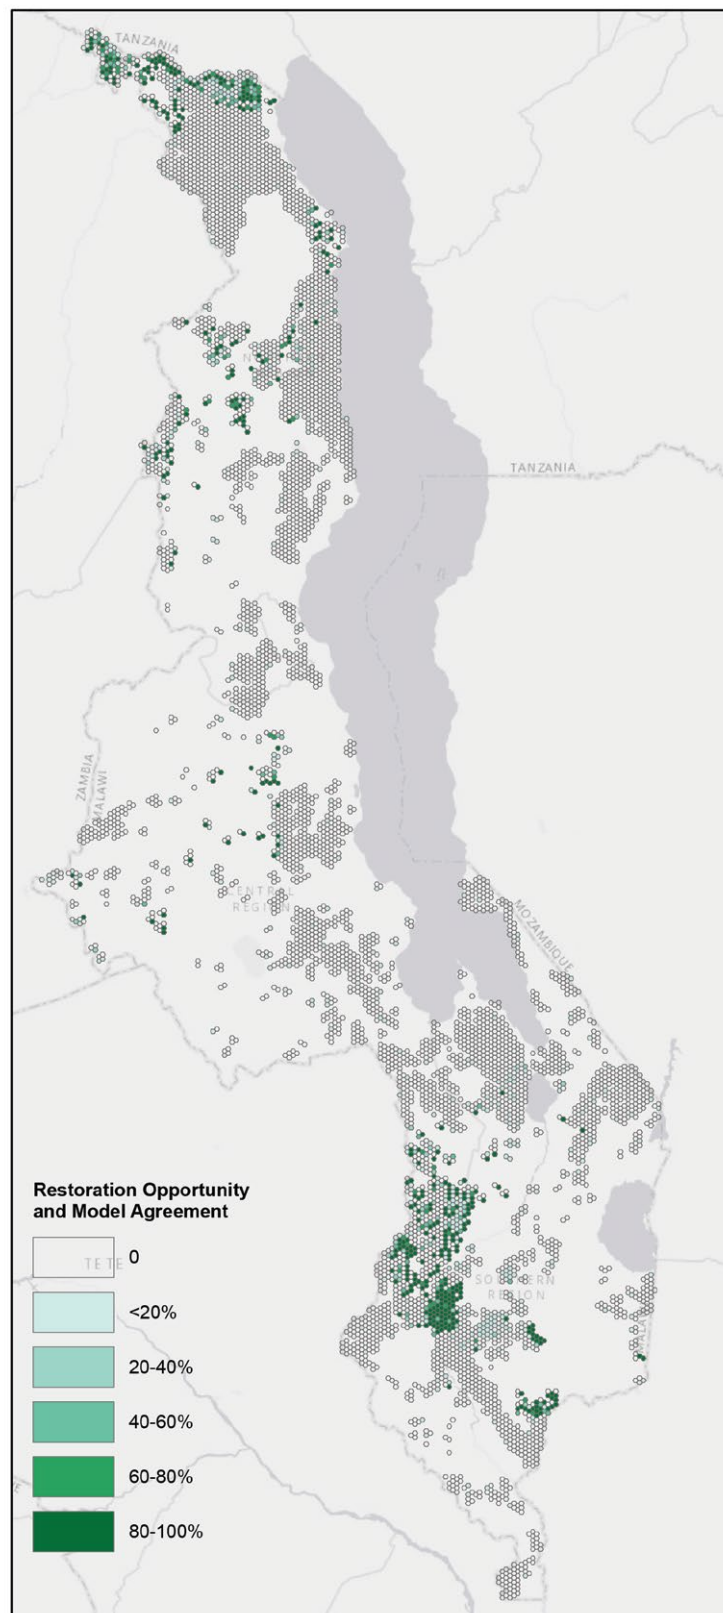 TANZANIA
TANZANIA
ZAMBIA
MALAWI
CENTRAL
REGION
MOZAMBIQUE
Restoration Opportunity
and Model Agreement
TETE
0
<20%
20-40%
40-60%
60-80%
80-100%
SOUTHERN
REGION